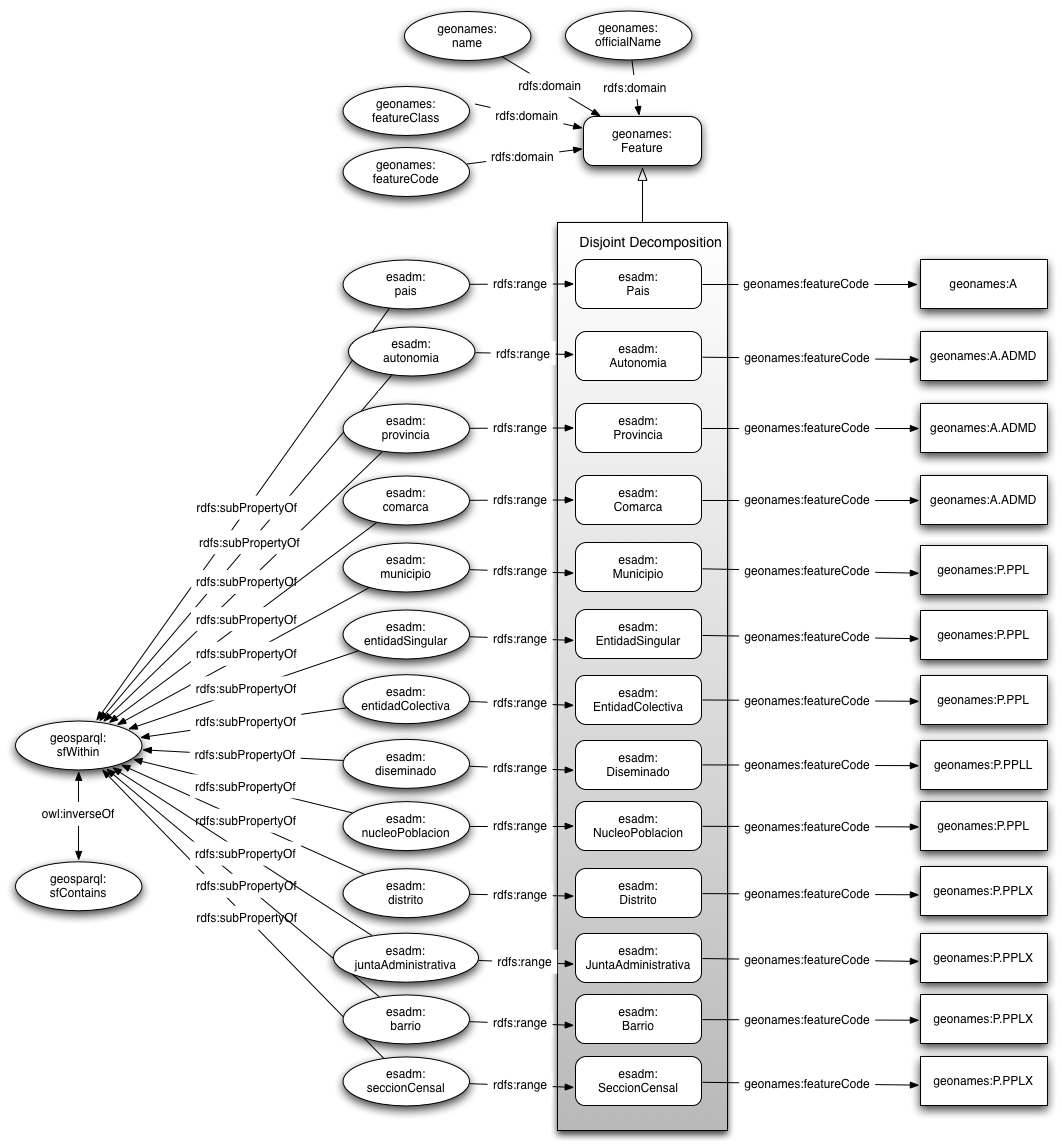 geonames:
name
geonames:
officialName
rdfs:domain
rdfs:domain
geonames:
featureClass
rdfs:domain
geonames:
Feature
geonames:
featureCode
rdfs:domain
Disjoint Decomposition
esadm:
pais
rdfs:range
esadm:
Pais
geonames:featureCode
geonames:A
esadm:
autonomia
rdfs:range
esadm:
Autonomia
geonames:featureCode
geonames:A.ADMD
esadm:
provincia
rdfs:range
esadm:
Provincia
geonames:featureCode
geonames:A.ADMD
esadm:
comarca
rdfs:range
esadm:
Comarca
geonames:featureCode
geonames:A.ADMD
esadm:
municipio
rdfs:range
esadm:
Municipio
geonames:featureCode
geonames:P.PPL
esadm:
entidadSingular
rdfs:range
esadm:
EntidadSingular
geonames:featureCode
geonames:P.PPL
esadm:
entidadColectiva
rdfs:range
esadm:
EntidadColectiva
geonames:featureCode
geonames:P.PPL
esadm:
diseminado
rdfs:range
esadm:
Diseminado
geonames:featureCode
geonames:P.PPLL
esadm:
nucleoPoblacion
rdfs:range
esadm:
NucleoPoblacion
geonames:featureCode
geonames:P.PPL
esadm:
distrito
rdfs:range
esadm:
Distrito
geonames:featureCode
geonames:P.PPLX
esadm:
juntaAdministrativa
rdfs:range
esadm:
JuntaAdministrativa
geonames:featureCode
geonames:P.PPLX
esadm:
barrio
rdfs:range
esadm:
Barrio
geonames:featureCode
geonames:P.PPLX
esadm:
seccionCensal
rdfs:range
esadm:
SeccionCensal
geonames:featureCode
geonames:P.PPLX
rdfs:subPropertyOf
rdfs:subPropertyOf
rdfs:subPropertyOf
rdfs:subPropertyOf
rdfs:subPropertyOf
rdfs:subPropertyOf
rdfs:subPropertyOf
rdfs:subPropertyOf
rdfs:subPropertyOf
rdfs:subPropertyOf
rdfs:subPropertyOf
rdfs:subPropertyOf
rdfs:subPropertyOf
geosparql:
sfWithin
owl:inverseOf
geosparql:
sfContains